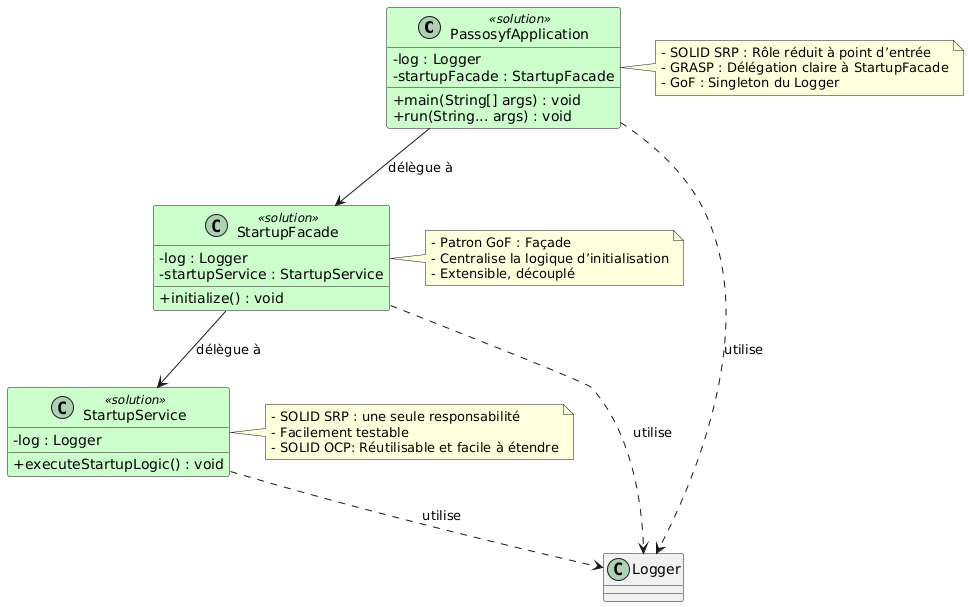 C
«solution»
PassosyfApplication
-log : Logger
-startupFacade : StartupFacade
+main(String[] args) : void
+run(String... args) : void
- SOLID SRP : Rôle réduit à point d’entrée
- GRASP : Délégation claire à StartupFacade
- GoF : Singleton du Logger
délègue à
C
«solution»
StartupFacade
-log : Logger
-startupService : StartupService
+initialize() : void
- Patron GoF : Façade
- Centralise la logique d’initialisation
- Extensible, découplé
délègue à
utilise
C
«solution»
StartupService
-log : Logger
+executeStartupLogic() : void
- SOLID SRP : une seule responsabilité
- Facilement testable
- SOLID OCP: Réutilisable et facile à étendre
utilise
utilise
C
Logger